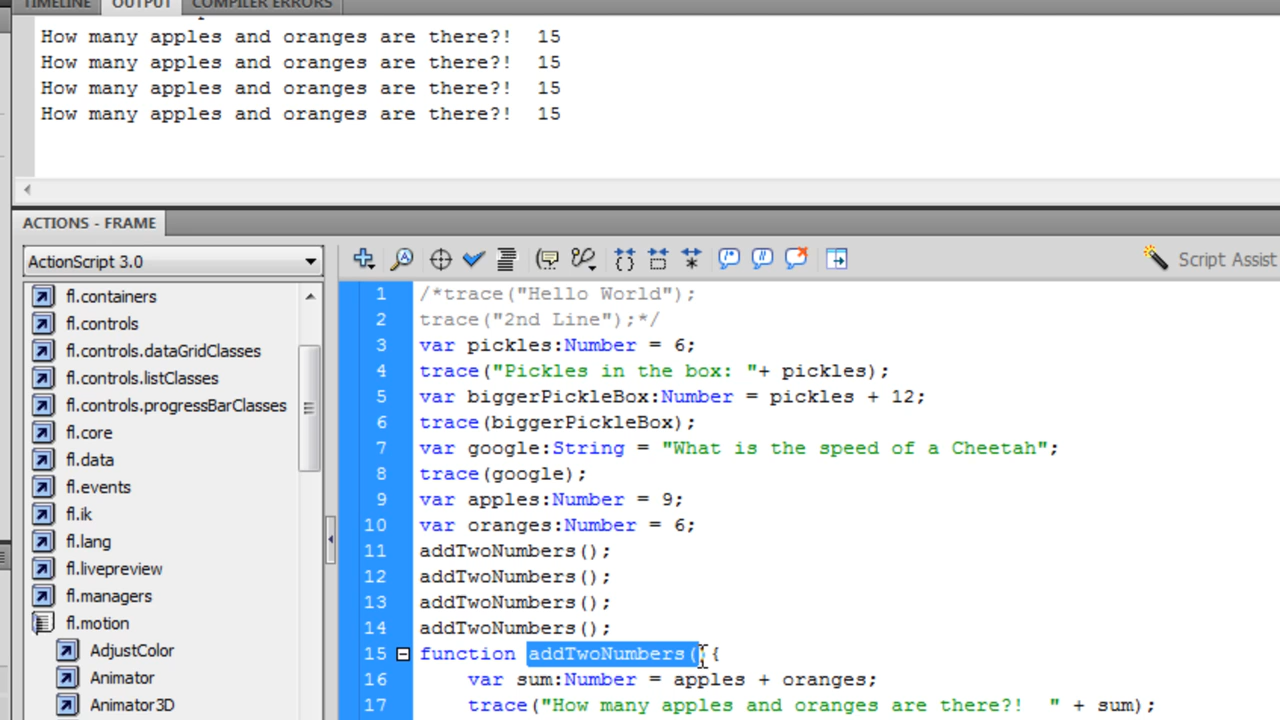 TIMELINE OUTPUT COMPILER ERRORS
How many apples and oranges are there?!  15
How many apples and oranges are there?!  15
How many apples and oranges are there?!  15
How many apples and oranges are there?!  15
ACTIONS - FRAME
ActionScript 3.0
Script Assist
fl.containers
fl.controls
fl.controls.dataGridClasses
fl.controls.listClasses
fl.controls.progressBarClasses
fl.core
fl.data
fl.events
fl.ik
fl.lang
fl.livepreview
fl.managers
fl.motion
AdjustColor
Animator
Animator3D
1 /*trace("Hello World");
2 trace("2nd Line");*/
3 var pickles:Number = 6;
4 trace("Pickles in the box: "+ pickles);
5 var biggerPickleBox:Number = pickles + 12;
6 trace(biggerPickleBox);
7 var google:String = "What is the speed of a Cheetah";
8 trace(google);
9 var apples:Number = 9;
10 var oranges:Number = 6;
11 addTwoNumbers();
12 addTwoNumbers();
13 addTwoNumbers();
14 addTwoNumbers();
15 function addTwoNumbers(){
16 var sum:Number = apples + oranges;
17 trace("How many apples and oranges are there?!  " + sum);